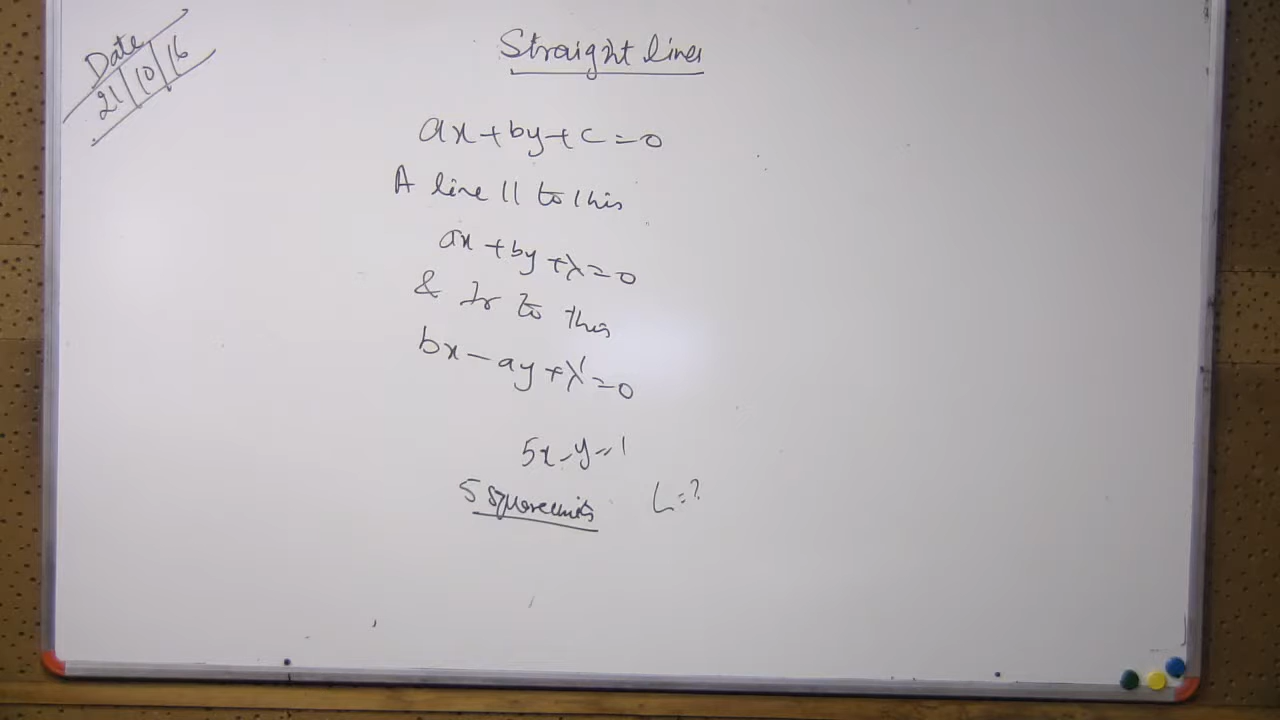 Date
21/10/16
Straight lines
ax+by+c=0
A line || to this
ax+by+λ=0
& ⊥r to this
bx-ay+λ'=0
5x-y=1
5 square units L=?